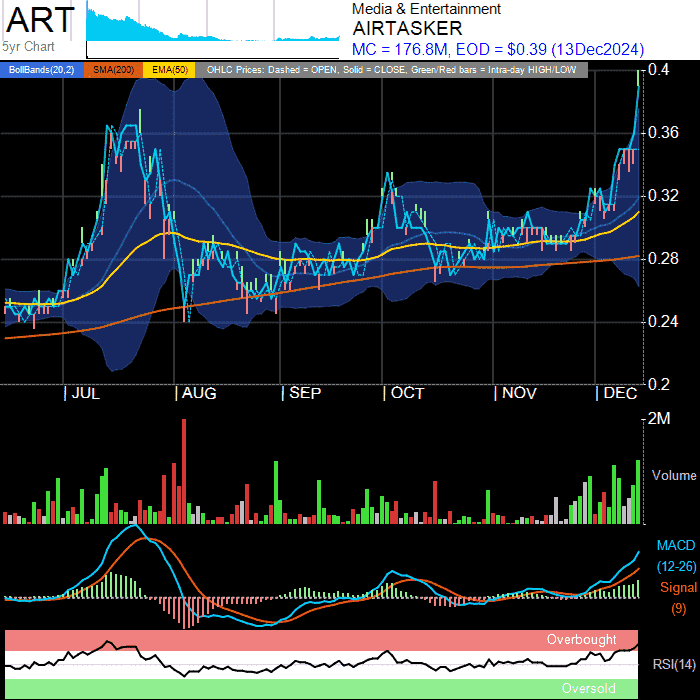 ART
5yr Chart
Media & Entertainment
AIRTASKER
MC = 176.8M, EOD = $0.39 (13Dec2024)
BollBands(20,2) SMA(200) EMA(50) OHLC Prices: Dashed = OPEN, Solid = CLOSE, Green/Red bars = Intra-day HIGH/LOW
0.4
0.36
0.32
0.28
0.24
0.2
JUL AUG SEP OCT NOV DEC
2M
Volume
MACD
(12-26)
Signal
(9)
Overbought
RSI(14)
Oversold